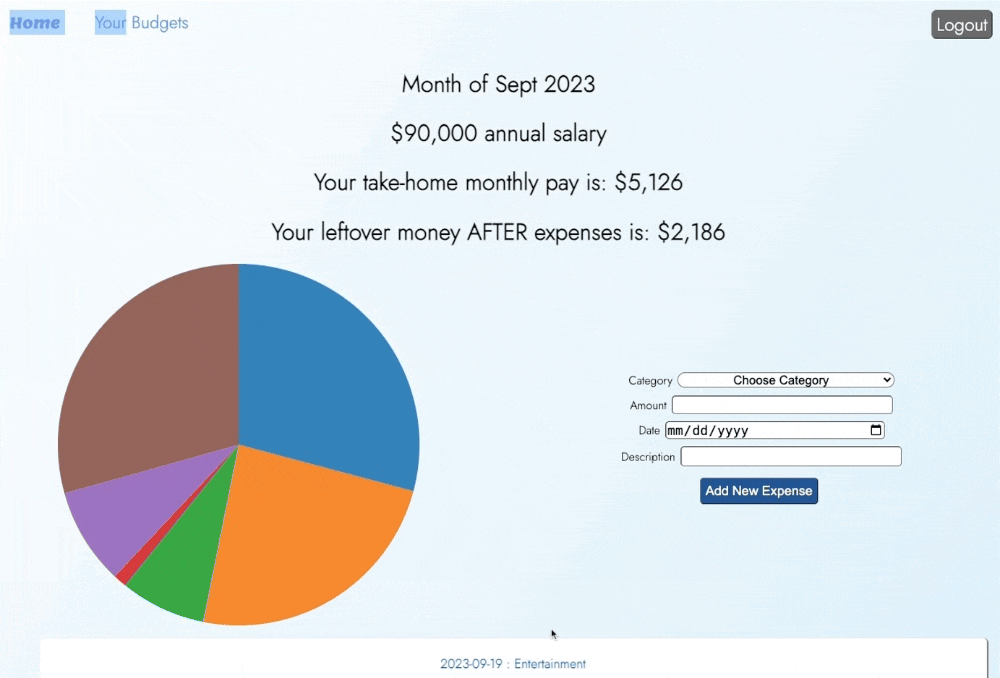 Home Your Budgets Logout
Month of Sept 2023
$90,000 annual salary
Your take-home monthly pay is: $5,126
Your leftover money AFTER expenses is: $2,186
Category Choose Category
Amount
Date mm/dd/yyyy
Description
Add New Expense
2023-09-19 : Entertainment